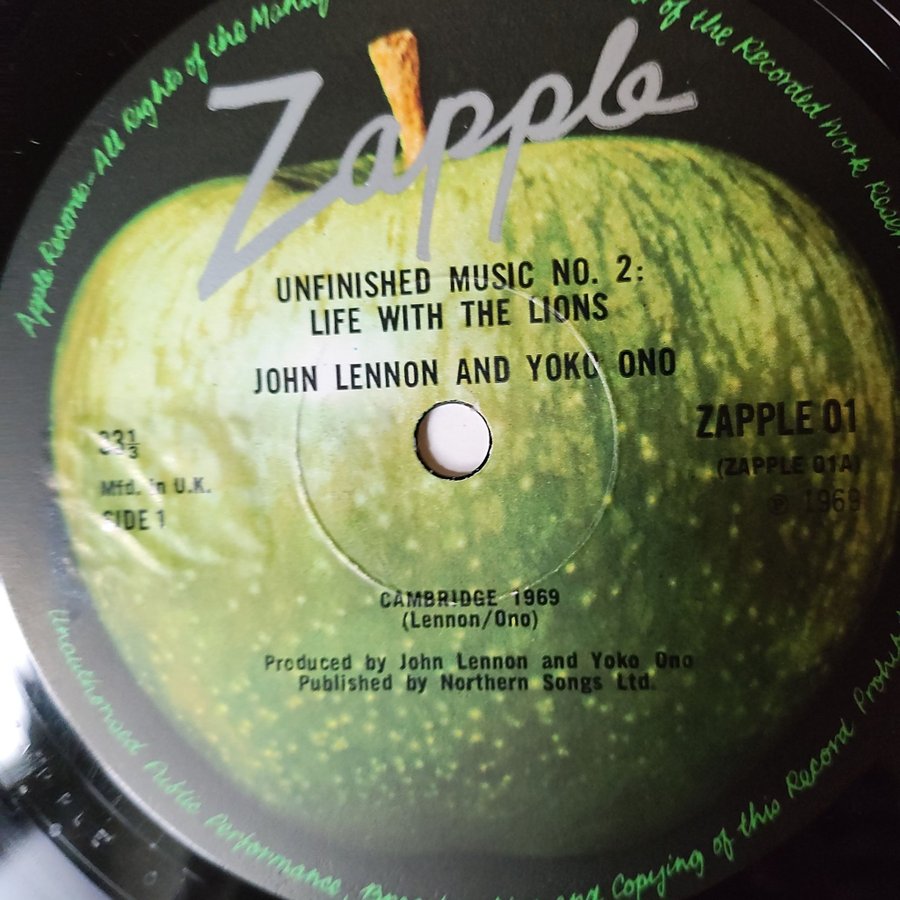 Zapple
UNFINISHED MUSIC NO. 2:
LIFE WITH THE LIONS
JOHN LENNON AND YOKO ONO
33⅓
Mfd. in U.K.
SIDE 1
ZAPPLE 01
(ZAPPLE 01A)
℗ 1969
CAMBRIDGE 1969
(Lennon/Ono)
Produced by John Lennon and Yoko Ono
Published by Northern Songs Ltd.
Apple Records–All Rights of the
of the Recorded Work
Unauthorised Public Performance,
Copying of this Record